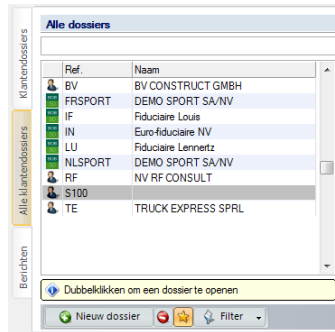 Alle dossiers
Klantendossiers
Alle klantendossiers
Berichten
Ref. Naam
BV BV CONSTRUCT GMBH
FRSPORT DEMO SPORT SA/NV
IF Fiduciaire Louis
IN Euro-fiduciaire NV
LU Fiduciaire Lennertz
NLSPORT DEMO SPORT SA/NV
RF NV RF CONSULT
S100
TE TRUCK EXPRESS SPRL
Dubbelklikken om een dossier te openen
Nieuw dossier Filter